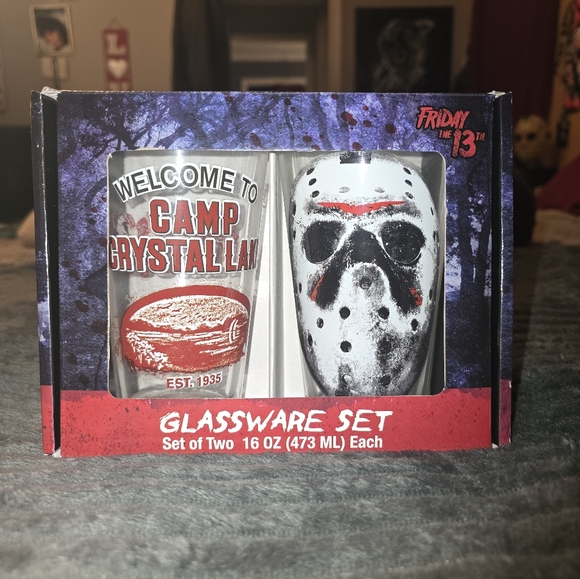 FRIDAY
THE 13TH
WELCOME TO
CAMP
CRYSTAL LAK
EST. 1935
GLASSWARE SET
Set of Two 16 OZ (473 ML) Each